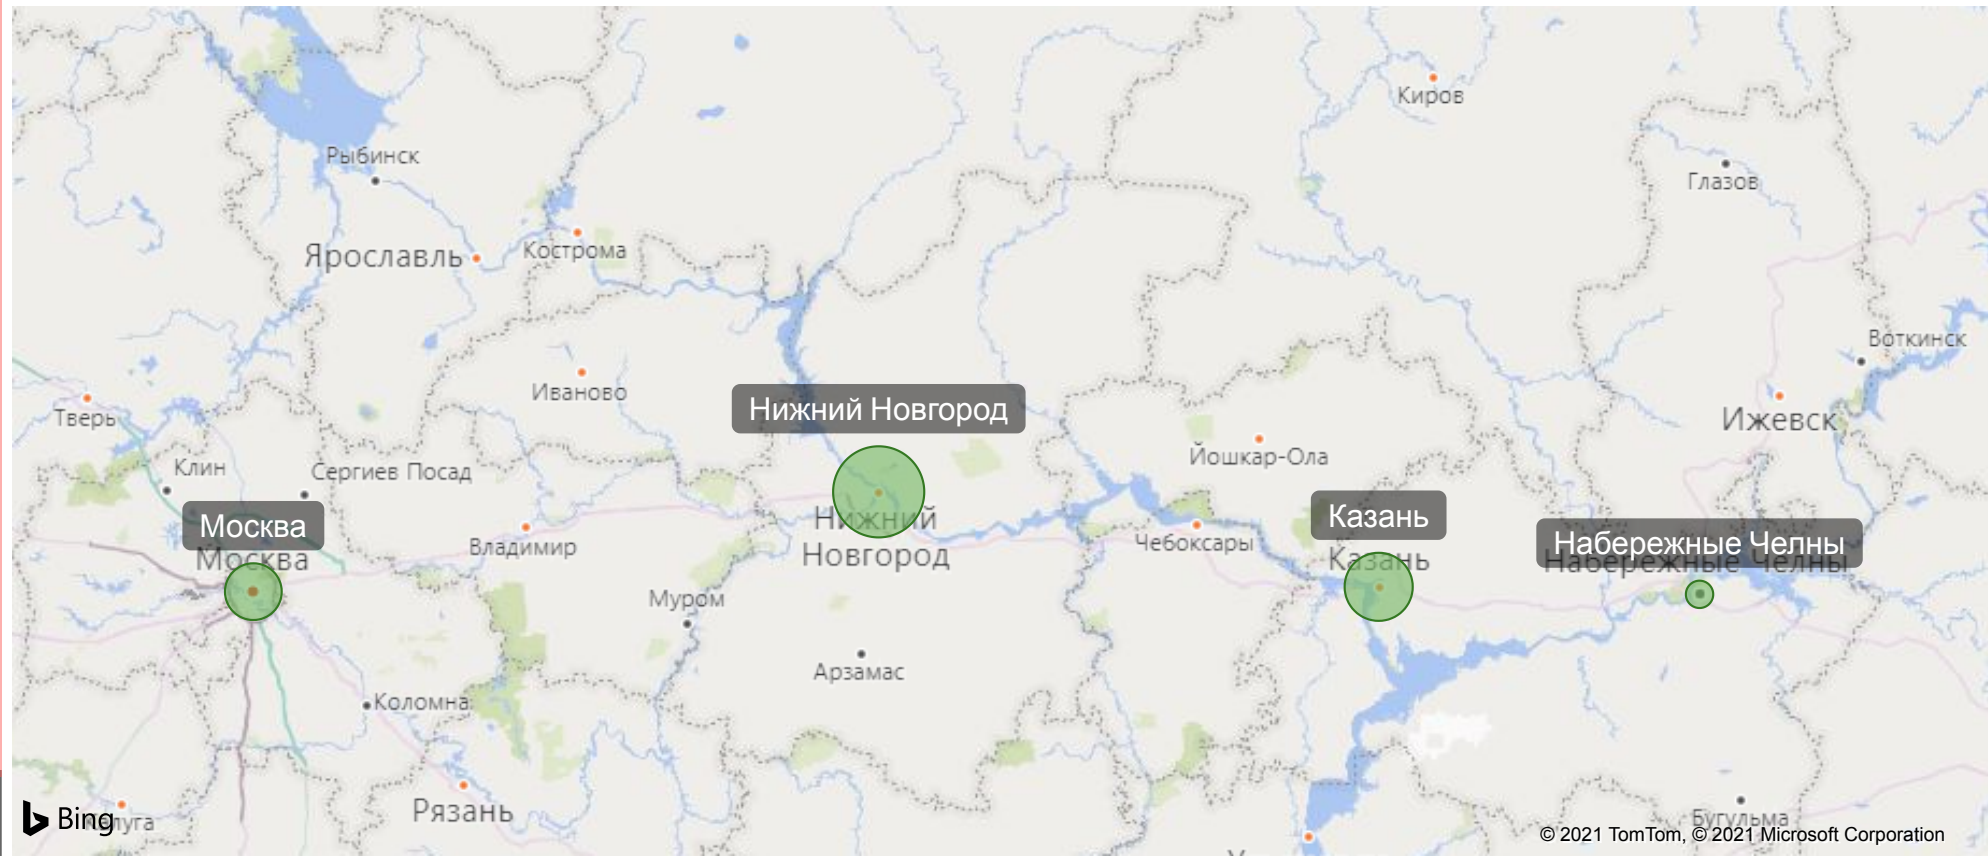 Киров
Рыбинск
Глазов
Ярославль
Кострома
Воткинск
Иваново
Тверь
Нижний Новгород
Ижевск
Клин
Сергиев Посад
Йошкар-Ола
Москва
Москва
Владимир
Нижний
Новгород
Казань
Казань
Чебоксары
Набережные Челны
Набережные Челны
Муром
Арзамас
Коломна
Рязань
Bing
Бугульма
© 2021 TomTom, © 2021 Microsoft Corporation